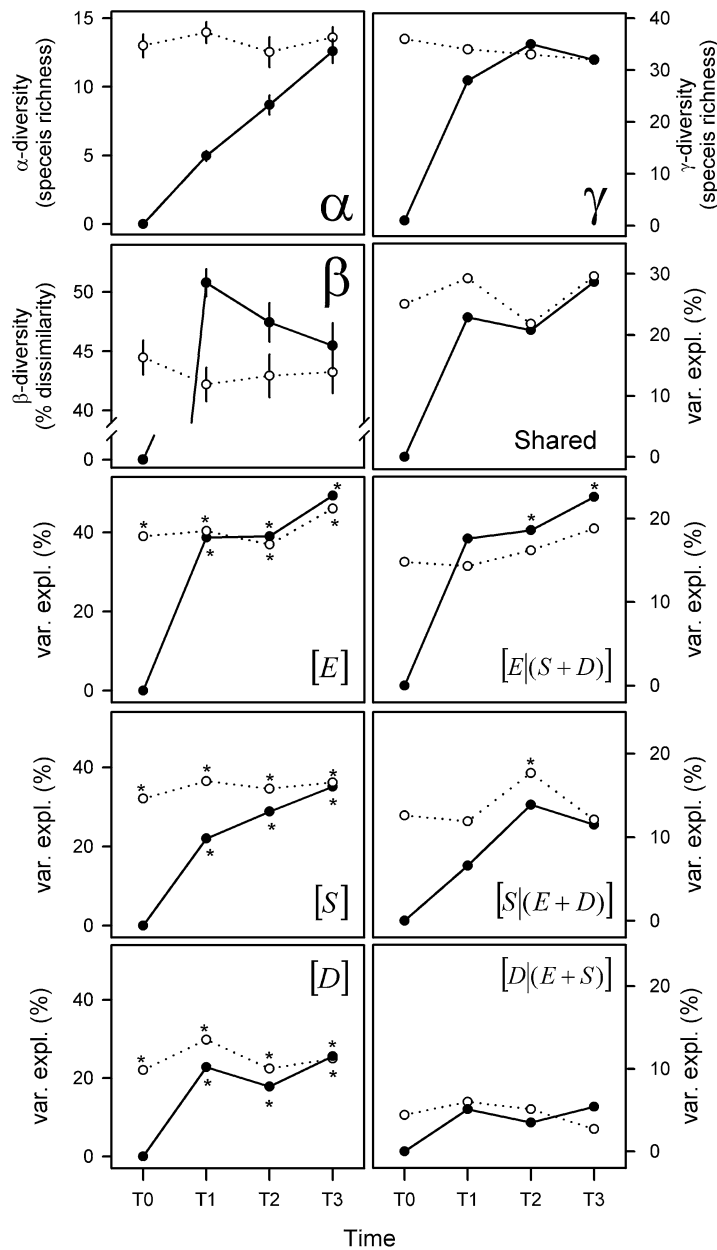 α-diversity
(speceis richness)
15
10
5
0
α
40
30
20
10
0
γ-diversity
(speceis richness)
γ
β-diversity
(% dissimilarity)
50
45
40
0
β
30
20
10
0
var. expl. (%)
Shared
var. expl. (%)
40
20
0
* * * *
* * *
[E]
20
10
0
var. expl. (%)
* *
[E|(S + D)]
var. expl. (%)
40
20
0
* * * *
* * *
[S]
20
10
0
var. expl. (%)
*
[S|(E + D)]
var. expl. (%)
40
20
0
* * * *
* * *
[D]
20
10
0
var. expl. (%)
[D|(E + S)]
T0 T1 T2 T3
T0 T1 T2 T3
Time